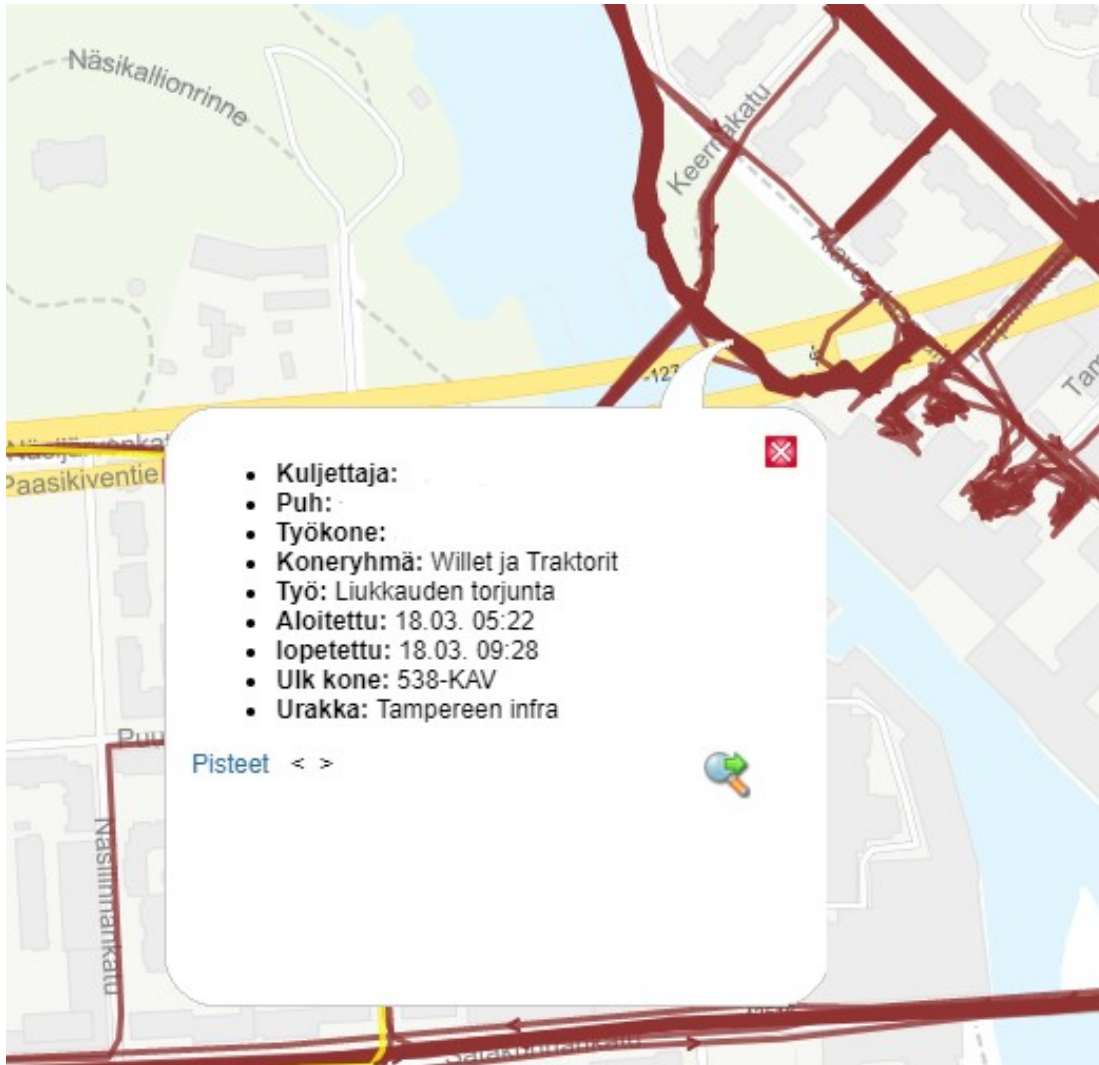 Näsikallionrinne
Keernakatu
-127
Paasikiventie
Kuljettaja:
Puh:
Työkone:
Koneryhmä: Willet ja Traktorit
Työ: Liukkauden torjunta
Aloitettu: 18.03. 05:22
lopetettu: 18.03. 09:28
Ulk kone: 538-KAV
Urakka: Tampereen infra
Pisteet < >
Näsilinnankatu